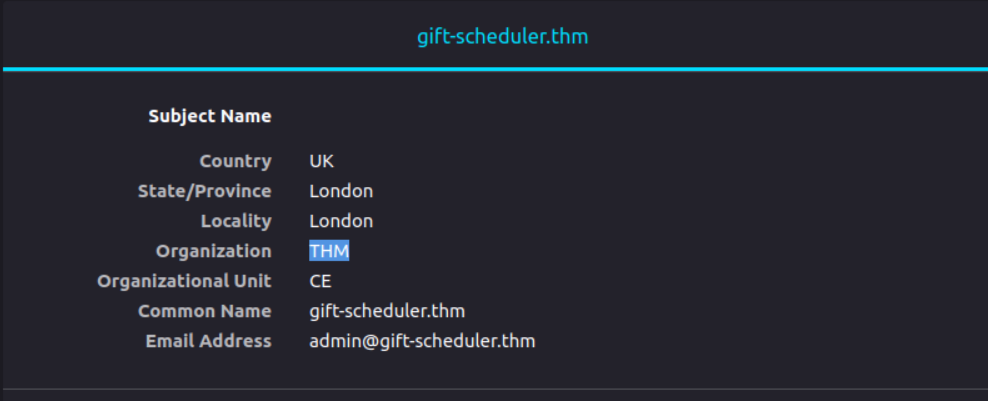 gift-scheduler.thm
Subject Name
Country UK
State/Province London
Locality London
Organization THM
Organizational Unit CE
Common Name gift-scheduler.thm
Email Address admin@gift-scheduler.thm